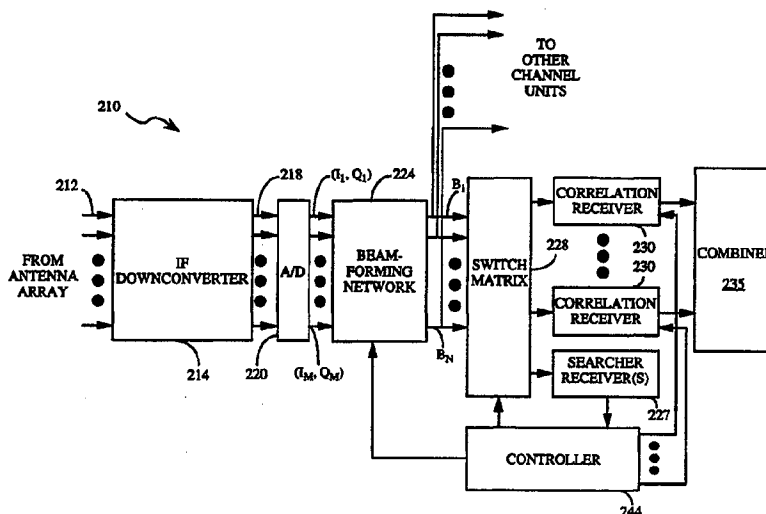 TO
OTHER
CHANNEL
UNITS
210
212
218
(I1, Q1)
224
B1
FROM
ANTENNA
ARRAY
IF
DOWNCONVERTER
A/D
BEAM-
FORMING
NETWORK
SWITCH
MATRIX
228
CORRELATION
RECEIVER
230
230
CORRELATION
RECEIVER
COMBINE
235
214
220
(IM, QM)
BN
SEARCHER
RECEIVER(S)
227
CONTROLLER
244